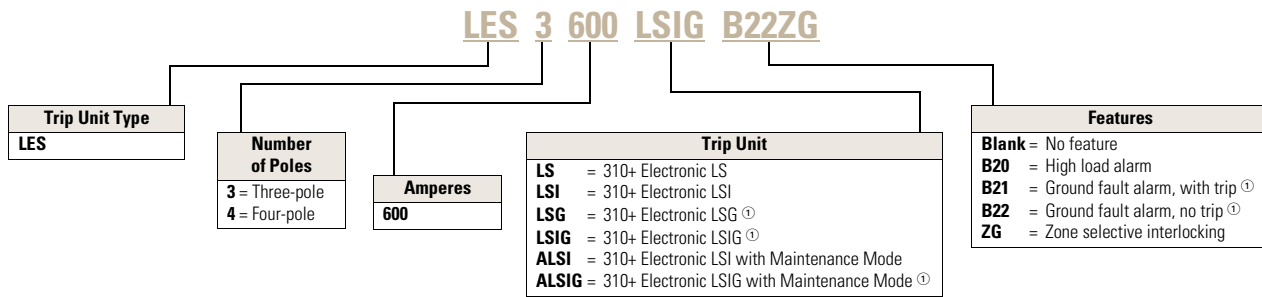 LES 3 600 LSIG B22ZG
Trip Unit Type
LES
Number
of Poles
3 = Three-pole
4 = Four-pole
Amperes
600
Trip Unit
LS = 310+ Electronic LS
LSI = 310+ Electronic LSI
LSG = 310+ Electronic LSG ①
LSIG = 310+ Electronic LSIG ①
ALSI = 310+ Electronic LSI with Maintenance Mode
ALSIG = 310+ Electronic LSIG with Maintenance Mode ①
Features
Blank = No feature
B20 = High load alarm
B21 = Ground fault alarm, with trip ①
B22 = Ground fault alarm, no trip ①
ZG = Zone selective interlocking